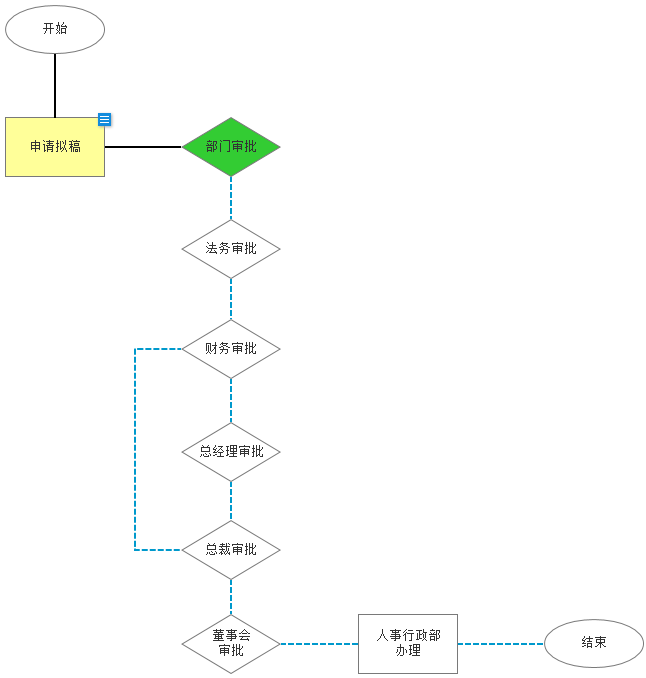 开始
申请拟稿
部门审批
法务审批
财务审批
总经理审批
总裁审批
董事会
审批
人事行政部
办理
结束